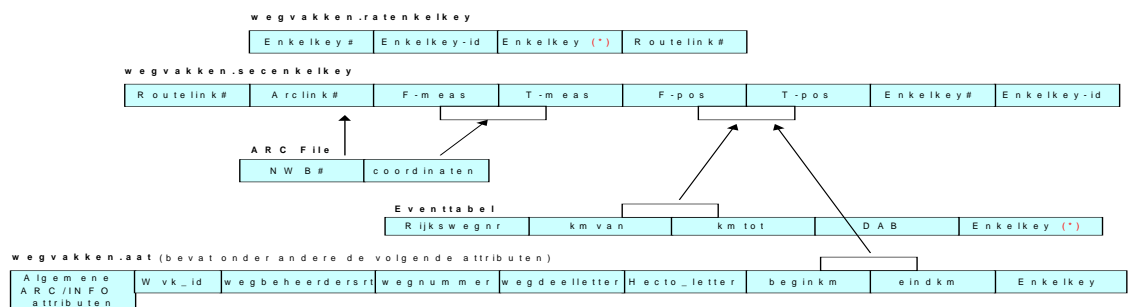 wegvakken.ratenkelkey
Enkelkey# Enkelkey-id Enkelkey (*) Routelink#
wegvakken.secenkelkey
Routelink# Arclink# F-meas T-meas F-pos T-pos Enkelkey# Enkelkey-id
ARC File
NWB# coordinaten
Eventtabel
Rijkswegnr km van km tot DAB Enkelkey (*)
wegvakken.aat (bevat onder andere de volgende attributen)
Algemene
ARC/INFO
attributen
Wvk_id wegbeheerdersrt wegnummer wegdeelletter Hecto_letter beginkm eindkm Enkelkey